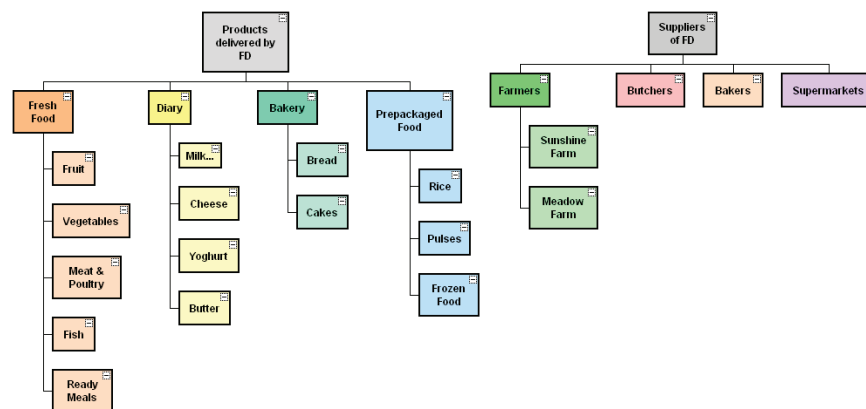 Products
delivered by
FD
Suppliers
of FD
Fresh
Food
Diary
Bakery
Prepackaged
Food
Farmers
Butchers
Bakers
Supermarkets
Fruit
Vegetables
Meat &
Poultry
Fish
Ready
Meals
Milk...
Cheese
Yoghurt
Butter
Bread
Cakes
Rice
Pulses
Frozen
Food
Sunshine
Farm
Meadow
Farm